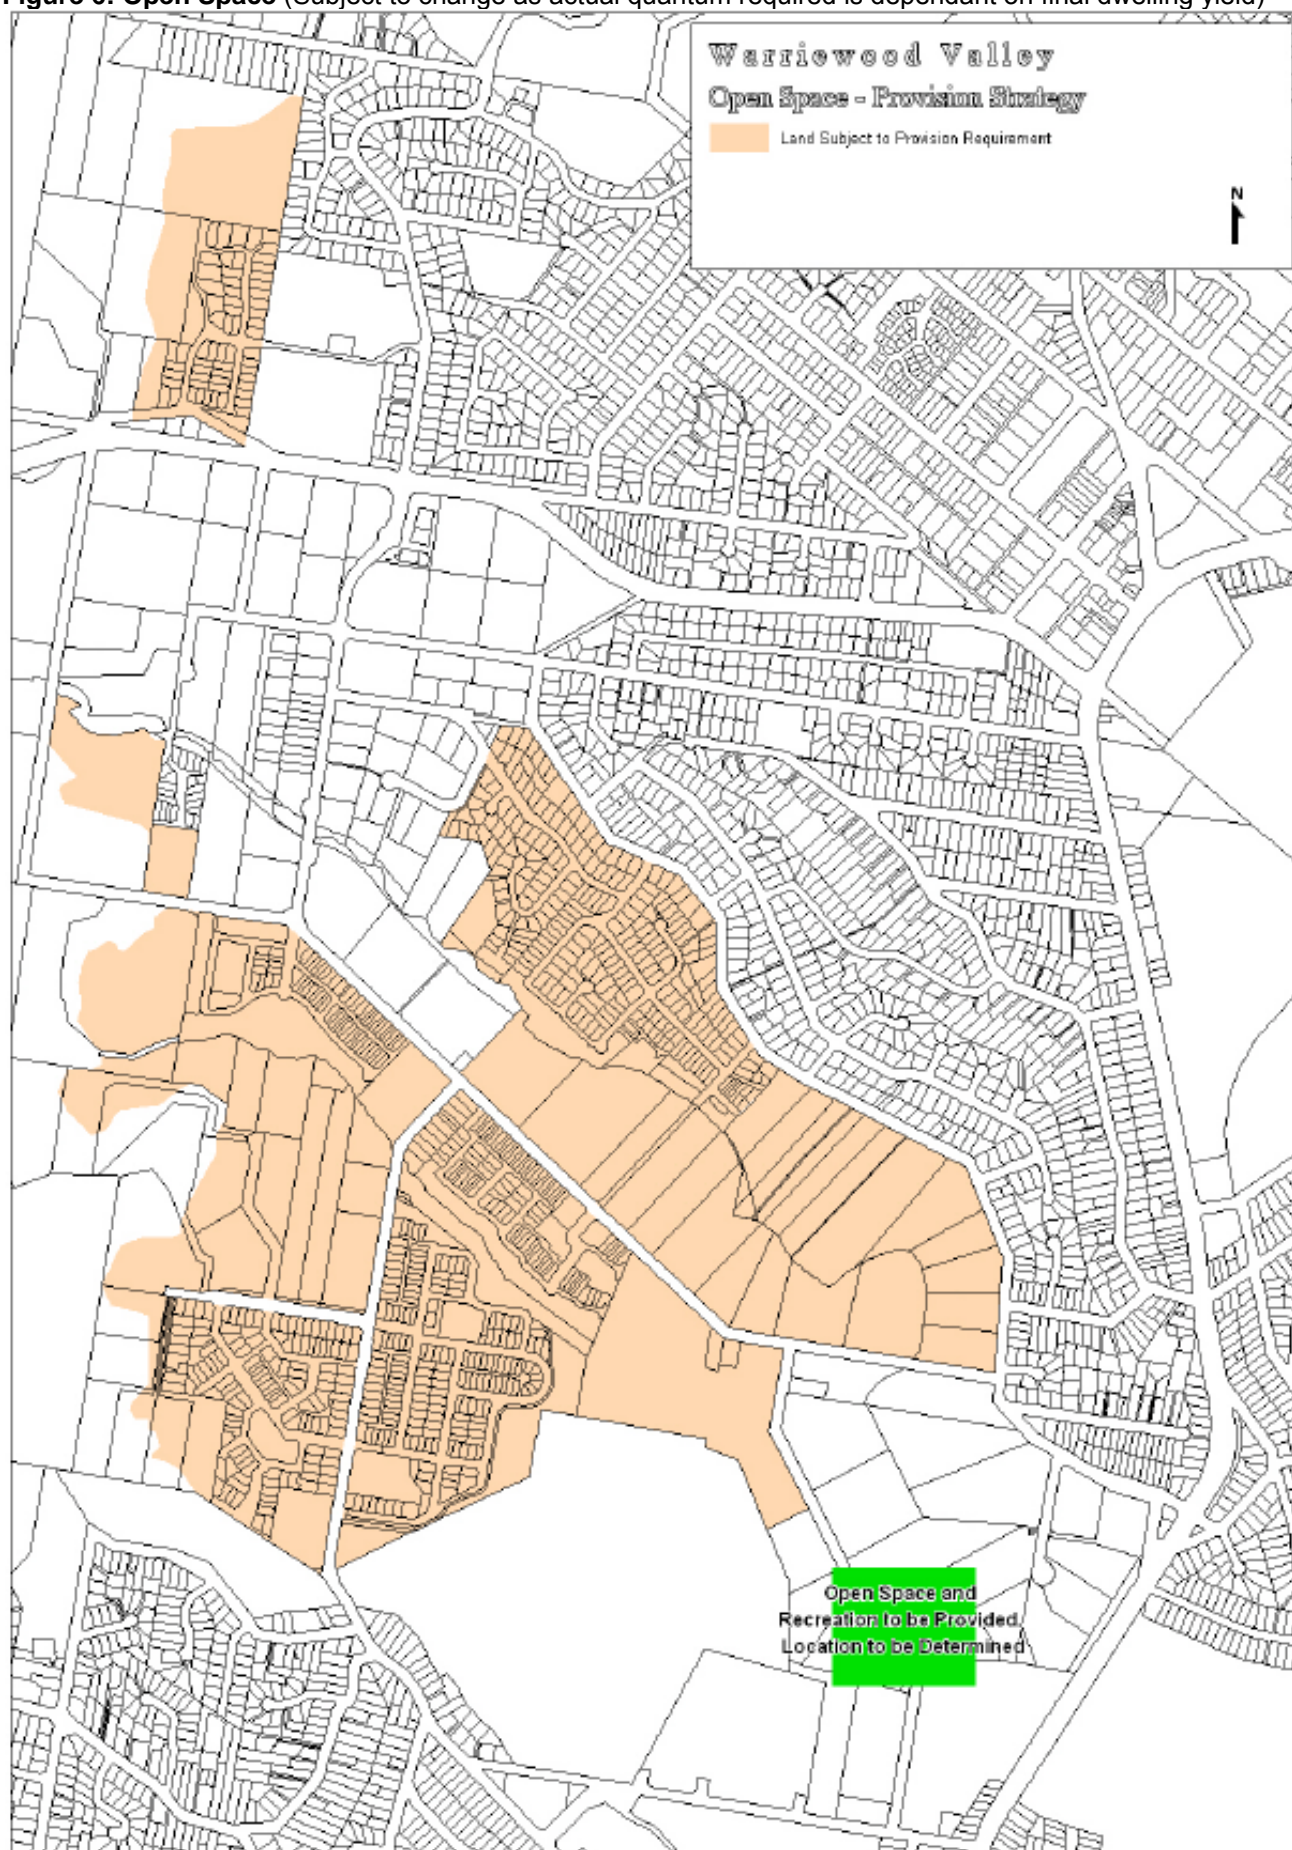 Figure 6: Open Space (Subject to change as actual quantum required is dependant on final dwelling yield)
Warriewood Valley
Open Space - Provision Strategy
Land Subject to Provision Requirement
N
Open Space and
Recreation to be Provided.
Location to be Determined